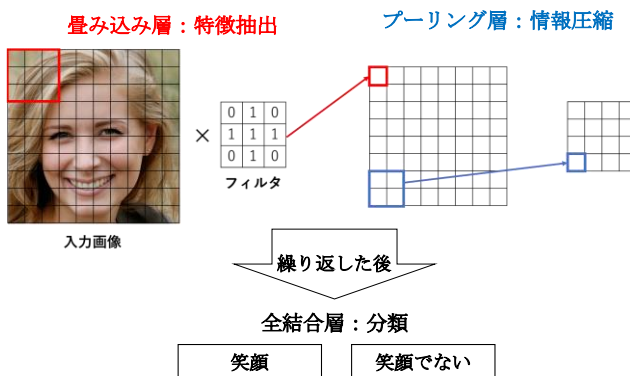 畳み込み層：特徴抽出
プーリング層：情報圧縮
×
0 1 0
1 1 1
0 1 0
フィルタ
入力画像
繰り返した後
全結合層：分類
笑顔
笑顔でない